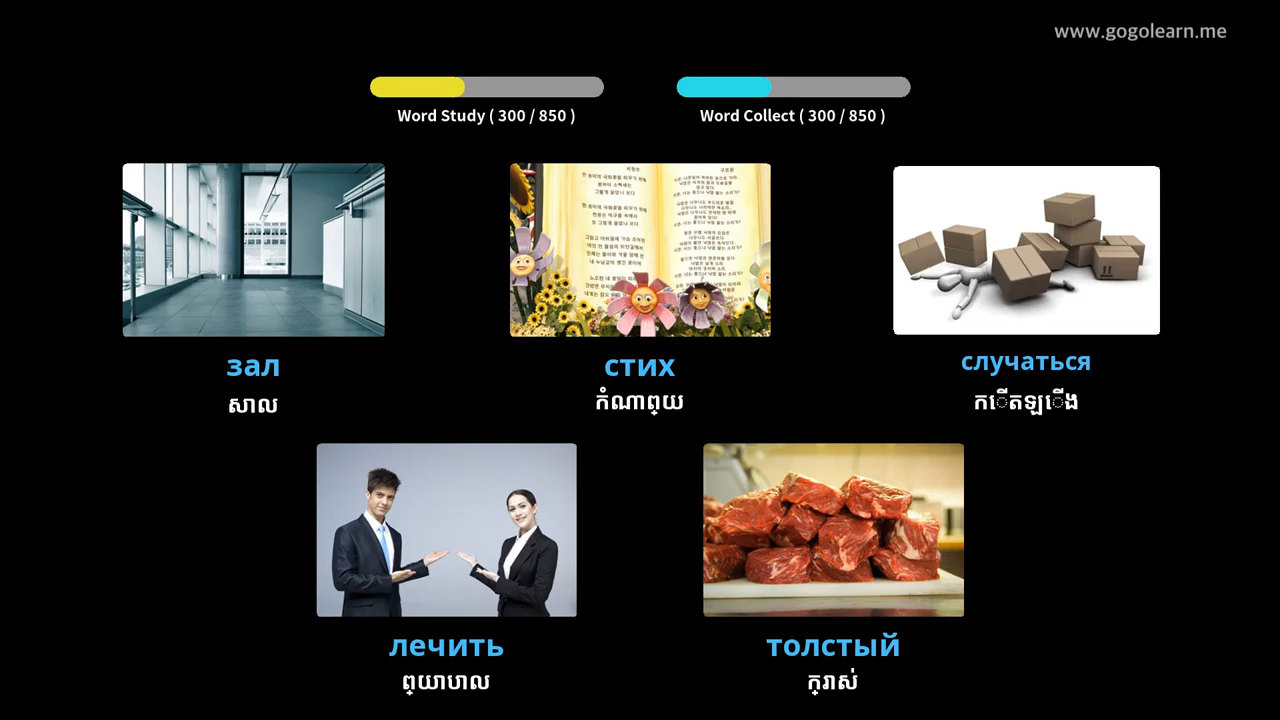 www.gogolearn.me
Word Study ( 300 / 850 )
Word Collect ( 300 / 850 )
зал
សាល
стих
កំណាព្យ
случаться
កើតឡើង
лечить
ព្យាបាល
толстый
ក្រាស់